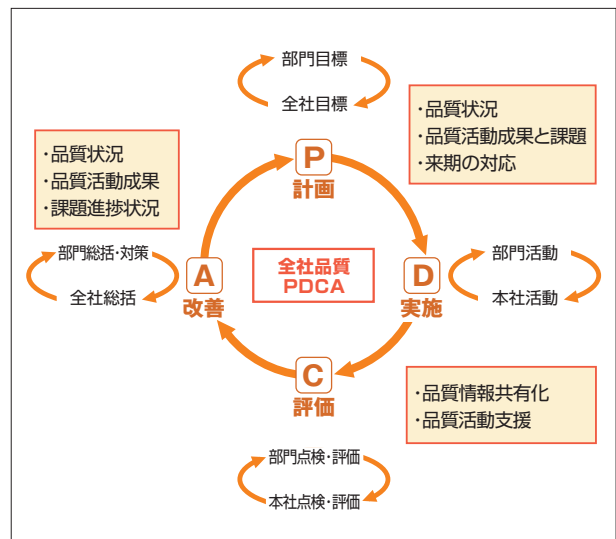 部門目標
全社目標
・品質状況
・品質活動成果と課題
・来期の対応
・品質状況
・品質活動成果
・課題進捗状況
P
計画
部門総括・対策
全社総括
A
改善
全社品質
PDCA
D
実施
部門活動
本社活動
C
評価
・品質情報共有化
・品質活動支援
部門点検・評価
本社点検・評価